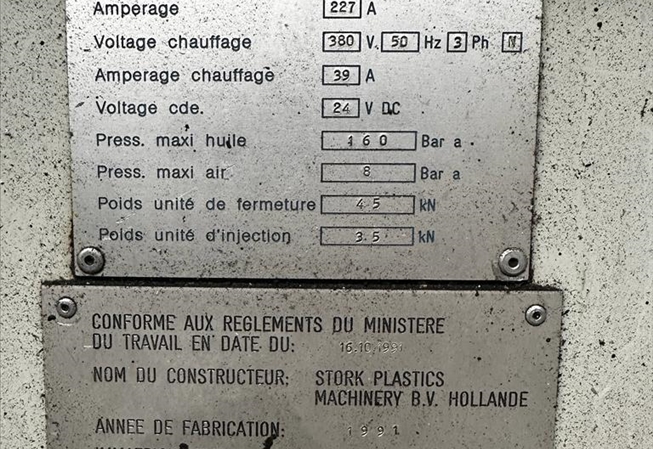 Amperage 227 A
Voltage chauffage 380 V. 50 Hz 3 Ph N
Amperage chauffage 39 A
Voltage cde. 24 V DC
Press. maxi huile 160 Bar a
Press. maxi air 8 Bar a
Poids unité de fermeture 45 kN
Poids unité d'injection 35 kN
CONFORME AUX REGLEMENTS DU MINISTERE
DU TRAVAIL EN DATE DU: 16.10.1991
NOM DU CONSTRUCTEUR: STORK PLASTICS
MACHINERY B.V. HOLLANDE
ANNEE DE FABRICATION: 1991